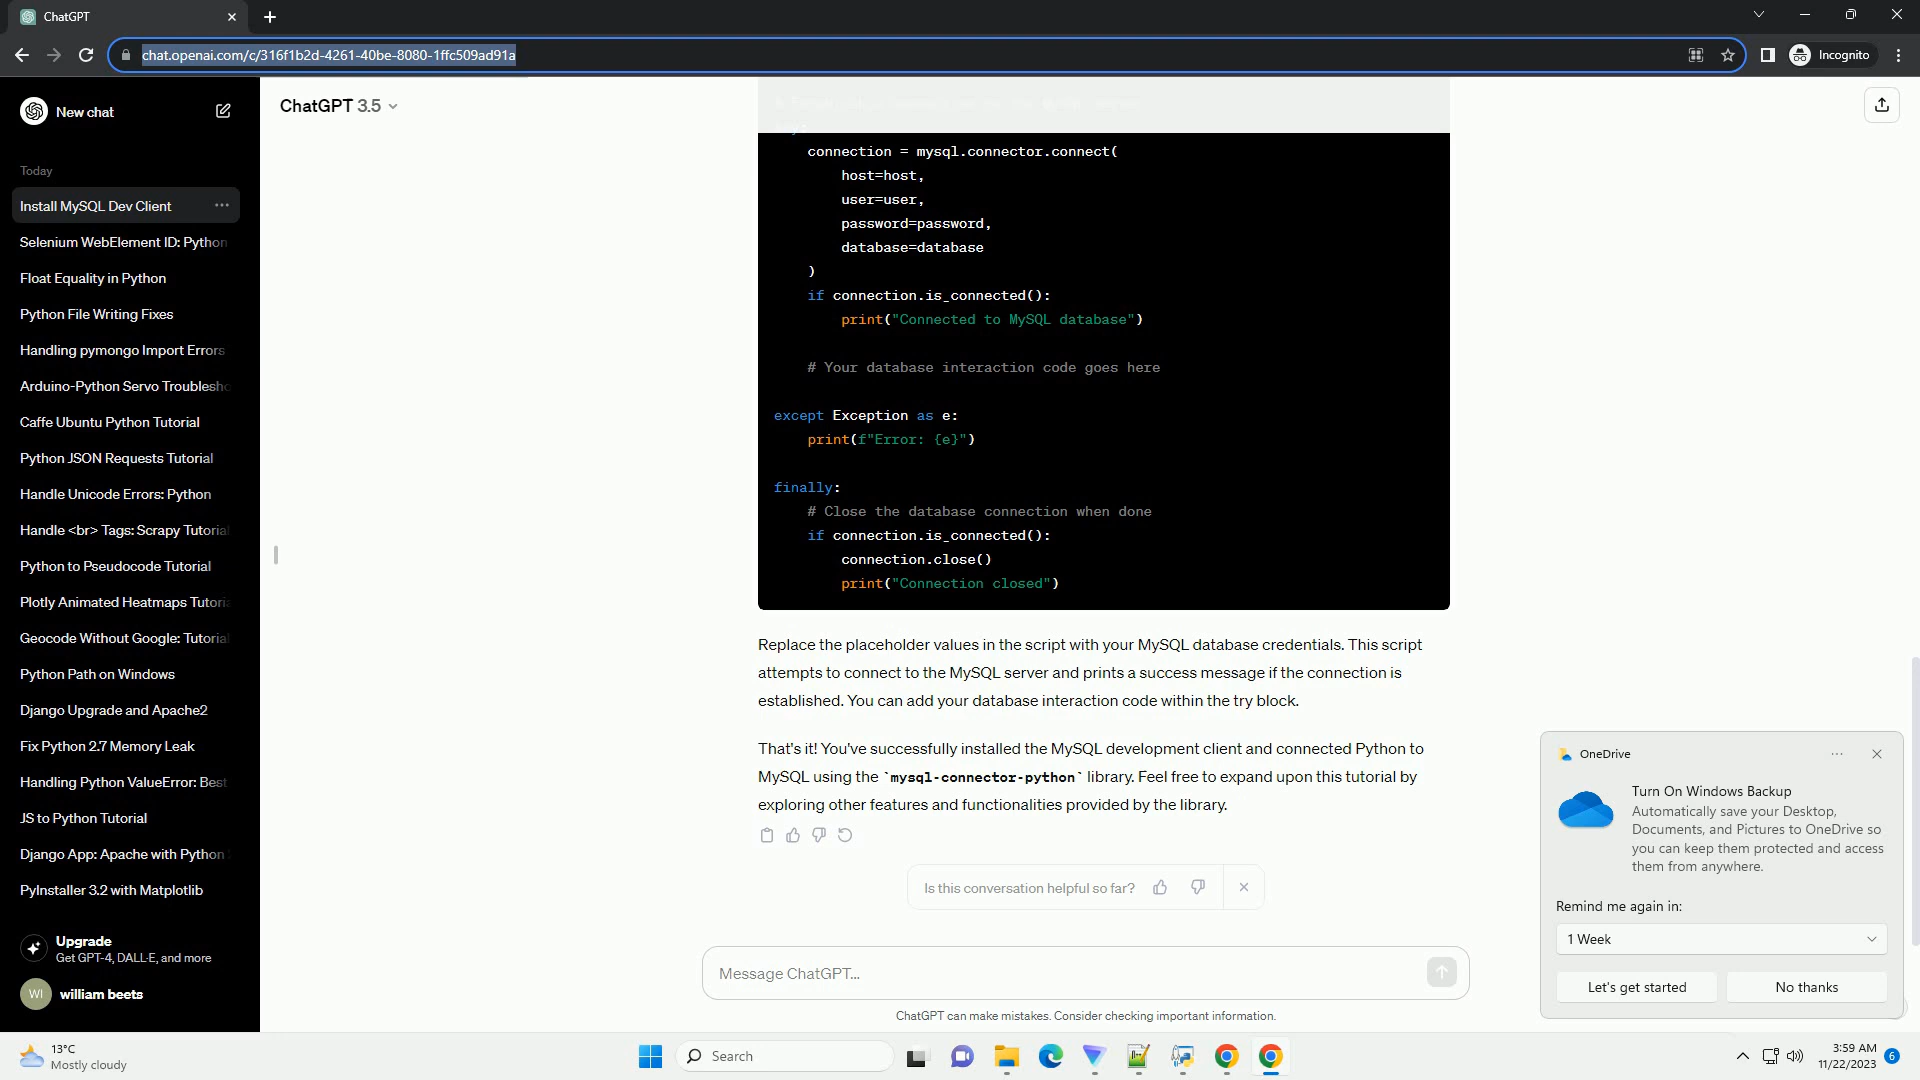 ChatGPT
chat.openai.com/c/316f1b2d-4261-40be-8080-1ffc509ad91a
Incognito
New chat
Today
Install MySQL Dev Client
Selenium WebElement ID: Python
Float Equality in Python
Python File Writing Fixes
Handling pymongo Import Errors
Arduino-Python Servo Troublesho
Caffe Ubuntu Python Tutorial
Python JSON Requests Tutorial
Handle Unicode Errors: Python
Handle <br> Tags: Scrapy Tutorial
Python to Pseudocode Tutorial
Plotly Animated Heatmaps Tutoria
Geocode Without Google: Tutorial
Python Path on Windows
Django Upgrade and Apache2
Fix Python 2.7 Memory Leak
Handling Python ValueError: Best
JS to Python Tutorial
Django App: Apache with Python
PyInstaller 3.2 with Matplotlib
Upgrade
Get GPT-4, DALL·E, and more
WI
william beets
ChatGPT 3.5
connection = mysql.connector.connect(
host=host,
user=user,
password=password,
database=database
)
if connection.is_connected():
print("Connected to MySQL database")
# Your database interaction code goes here
except Exception as e:
print(f"Error: {e}")
finally:
# Close the database connection when done
if connection.is_connected():
connection.close()
print("Connection closed")
Replace the placeholder values in the script with your MySQL database credentials. This script
attempts to connect to the MySQL server and prints a success message if the connection is
established. You can add your database interaction code within the try block.
That's it! You've successfully installed the MySQL development client and connected Python to
MySQL using the `mysql-connector-python` library. Feel free to expand upon this tutorial by
exploring other features and functionalities provided by the library.
Is this conversation helpful so far?
Message ChatGPT...
ChatGPT can make mistakes. Consider checking important information.
OneDrive
Turn On Windows Backup
Automatically save your Desktop,
Documents, and Pictures to OneDrive so
you can keep them protected and access
them from anywhere.
Remind me again in:
1 Week
Let's get started
No thanks
13°C
Mostly cloudy
Search
3:59 AM
11/22/2023
6